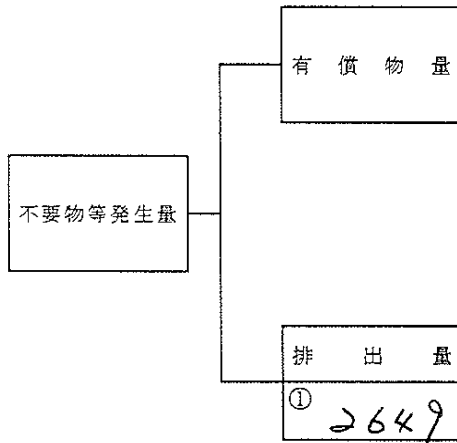 有償物量
不要物等発生量
排出量
①
2649